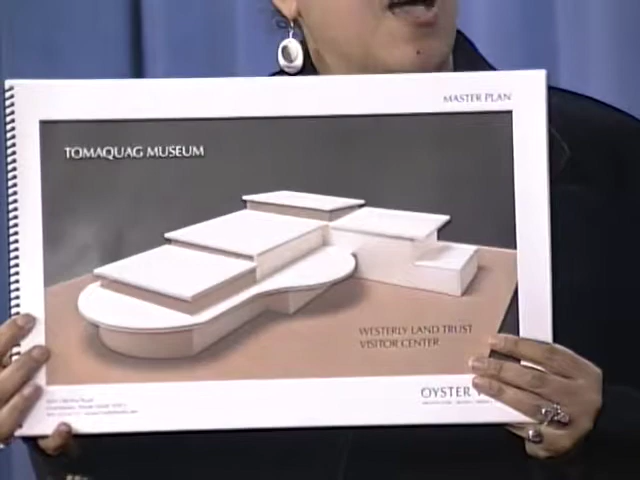 MASTER PLAN
TOMAQUAG MUSEUM
WESTERLY LAND TRUST
VISITOR CENTER
OYSTER